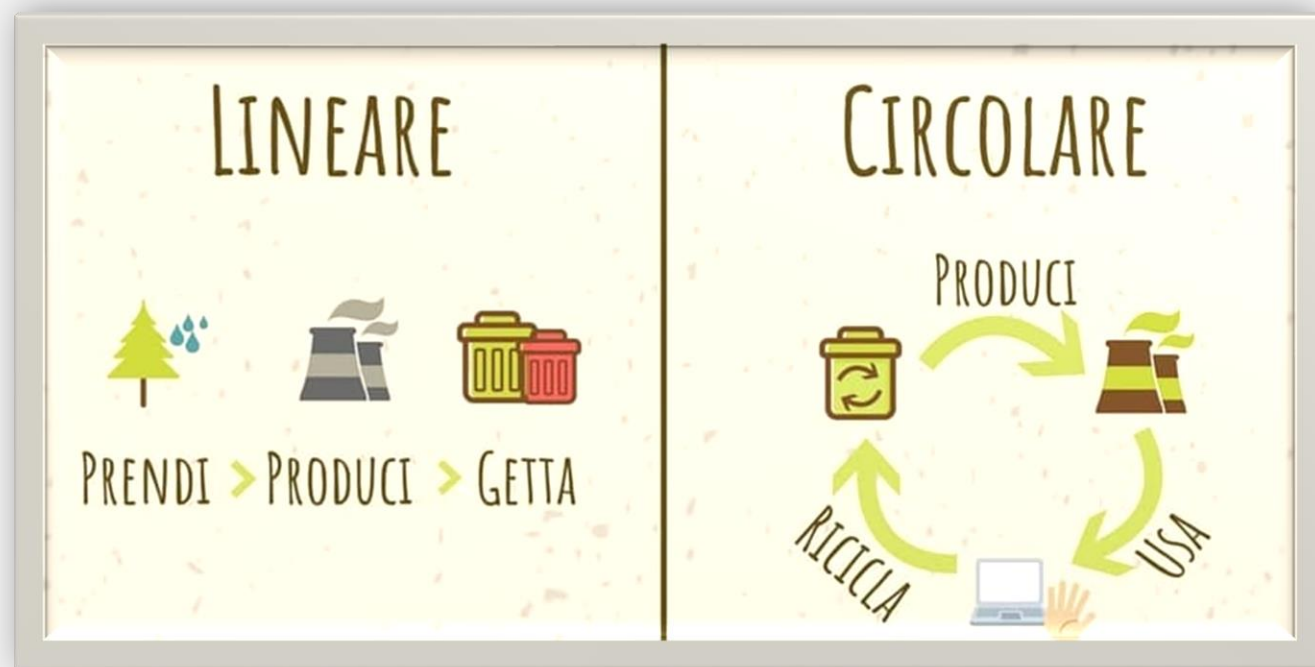 LINEARE
PRENDI > PRODUCI > GETTA
CIRCOLARE
PRODUCI
USA
RICICLA